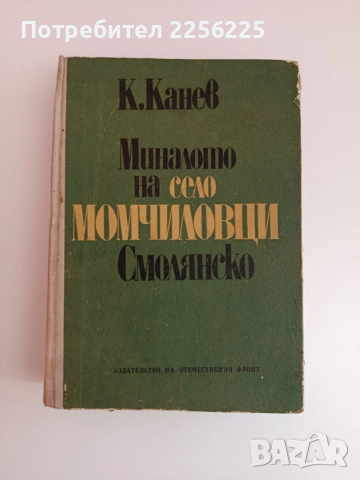 Потребител 2256225
К. Канев
Миналото
на село
МОМЧИЛОВЦИ
Смолянско
ИЗДАТЕЛСТВО НА ОТЕЧЕСТВЕНИЯ ФРОНТ
BAZAR